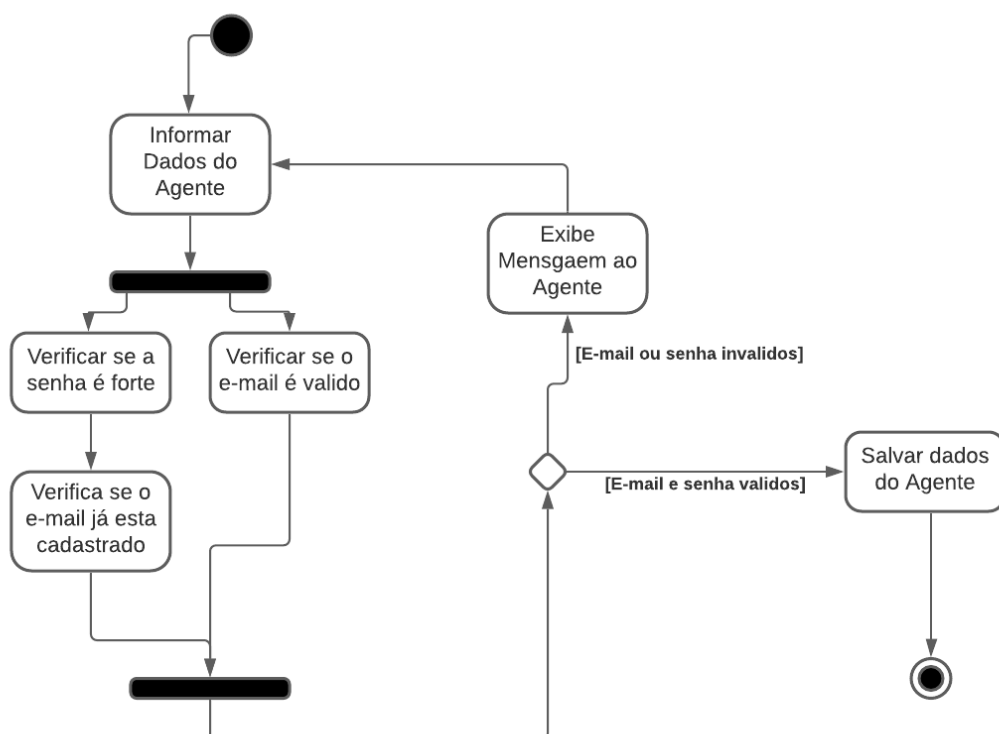 Informar
Dados do
Agente
Exibe
Mensgaem ao
Agente
Verificar se a
senha é forte
Verificar se o
e-mail é valido
[E-mail ou senha invalidos]
Verifica se o
e-mail já esta
cadastrado
[E-mail e senha validos]
Salvar dados
do Agente